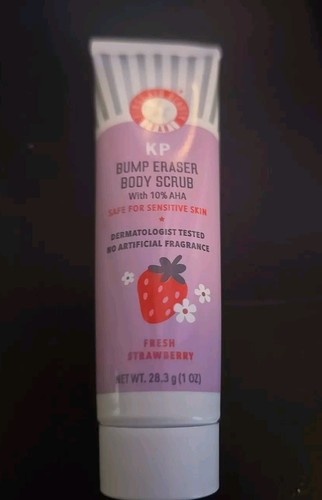 KP
BUMP ERASER
BODY SCRUB
With 10% AHA
SAFE FOR SENSITIVE SKIN
DERMATOLOGIST TESTED
NO ARTIFICIAL FRAGRANCE
FRESH
STRAWBERRY
NET WT. 28.3 g (1 OZ)